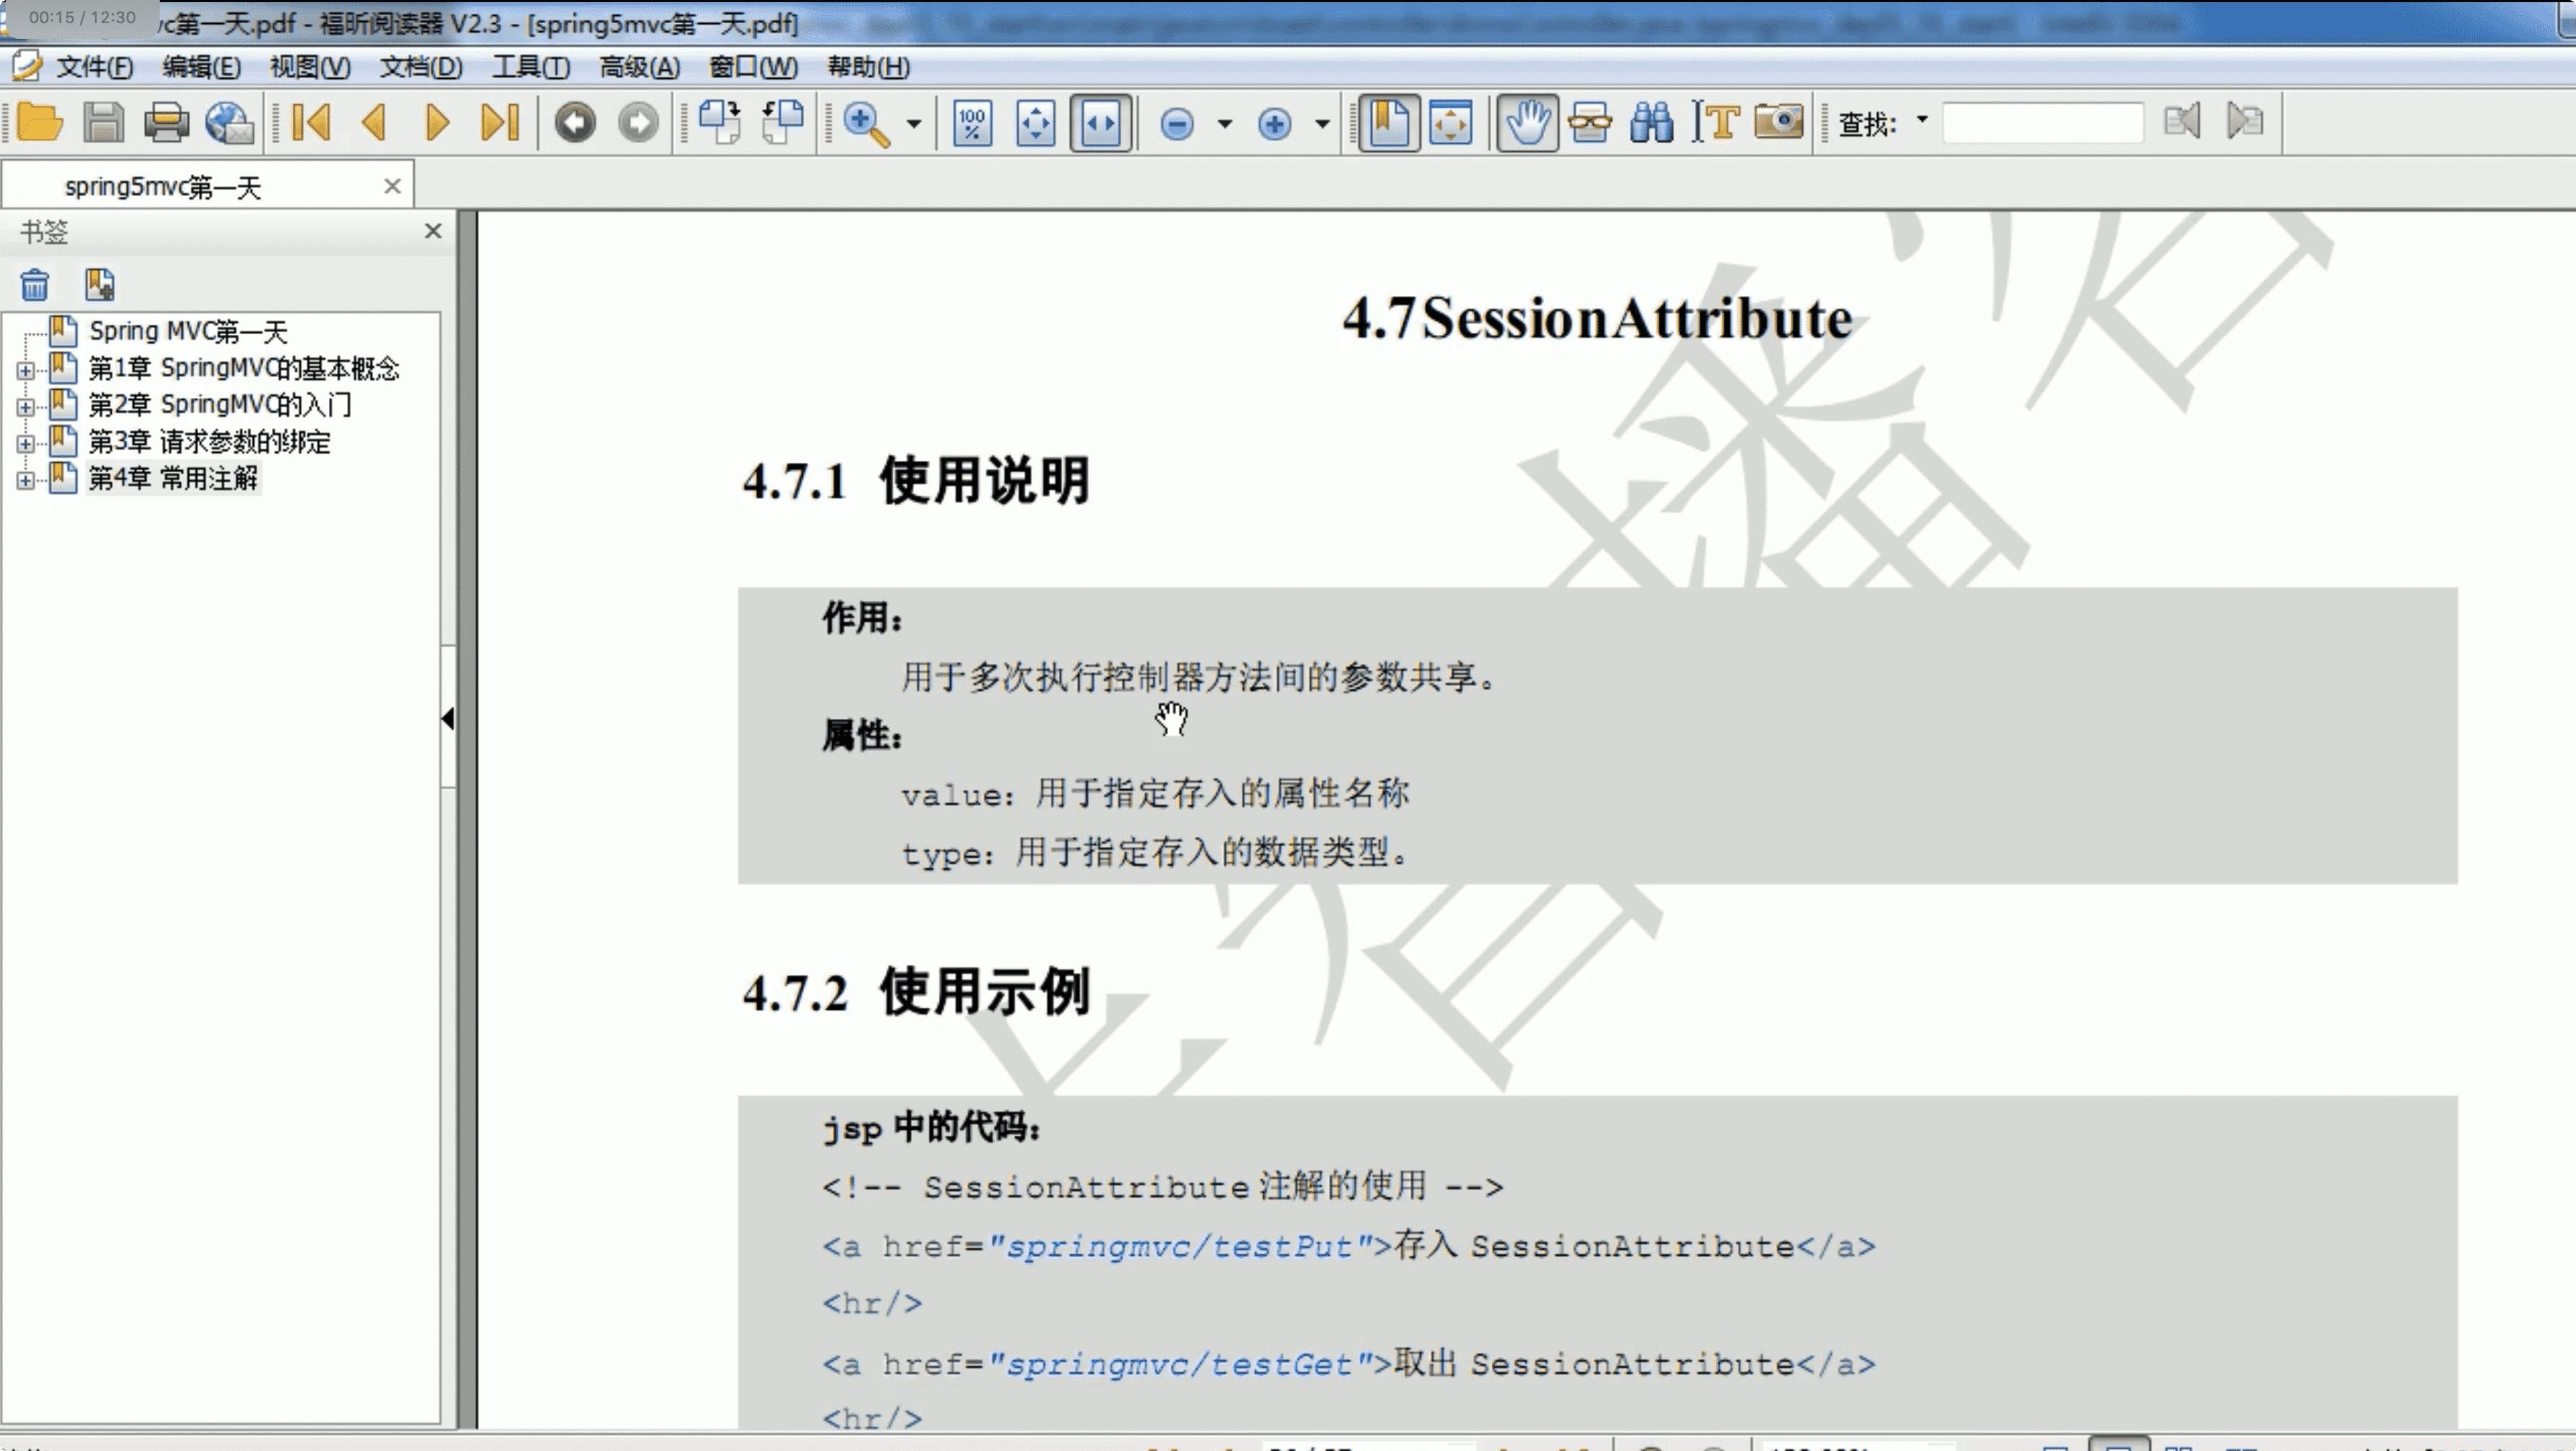 00:15 / 12:30
vc第一天.pdf - 福昕阅读器 V2.3 - [spring5mvc第一天.pdf]
文件(F) 编辑(E) 视图(V) 文档(D) 工具(T) 高级(A) 窗口(W) 帮助(H)
100 %
查找:
spring5mvc第一天
书签
Spring MVC第一天
第1章 SpringMVC的基本概念
第2章 SpringMVC的入门
第3章 请求参数的绑定
第4章 常用注解
4.7SessionAttribute
4.7.1 使用说明
作用：
用于多次执行控制器方法间的参数共享。
属性：
value：用于指定存入的属性名称
type：用于指定存入的数据类型。
4.7.2 使用示例
jsp 中的代码：
<!-- SessionAttribute 注解的使用 -->
<a href="springmvc/testPut">存入 SessionAttribute</a>
<hr/>
<a href="springmvc/testGet">取出 SessionAttribute</a>
<hr/>
播客